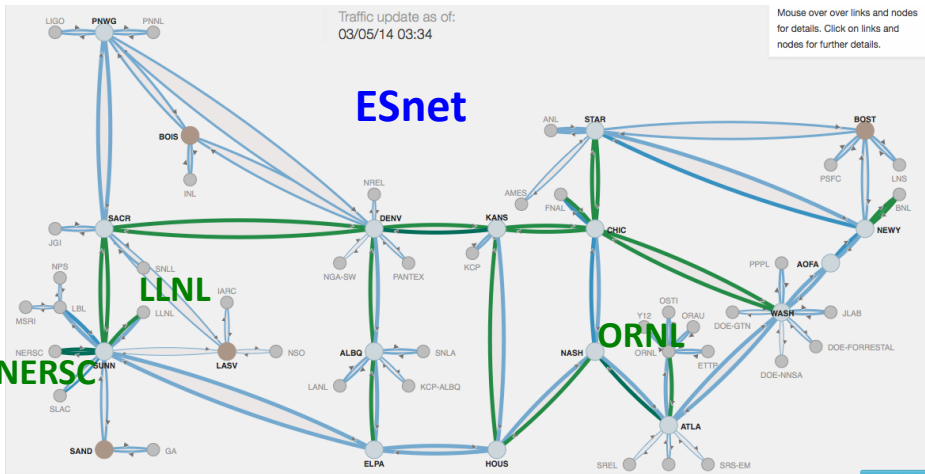 Traffic update as of:
03/05/14 03:34
Mouse over over links and nodes
for details. Click on links and
nodes for further details.
ESnet
LIGO
PNWG
PNNL
BOIS
INL
ANL
STAR
BOST
PSFC
LNS
AMES
FNAL
BNL
NREL
SACR
DENV
KANS
CHIC
NEWY
JGI
NGA-SW
PANTEX
KCP
SNLL
NPS
LLNL
IARC
PPPL
AOFA
MSRI
LBL
LLNL
OSTI
Y12
ORAU
ORNL
DOE-GTN
WASH
JLAB
NERSC
NERSC
SUNN
LASV
NSO
ALBQ
SNLA
NASH
ORNL
ETTP
DOE-FORRESTAL
DOE-NNSA
SLAC
LANL
KCP-ALBQ
ATLA
SAND
GA
ELPA
HOUS
SREL
SRS-EM